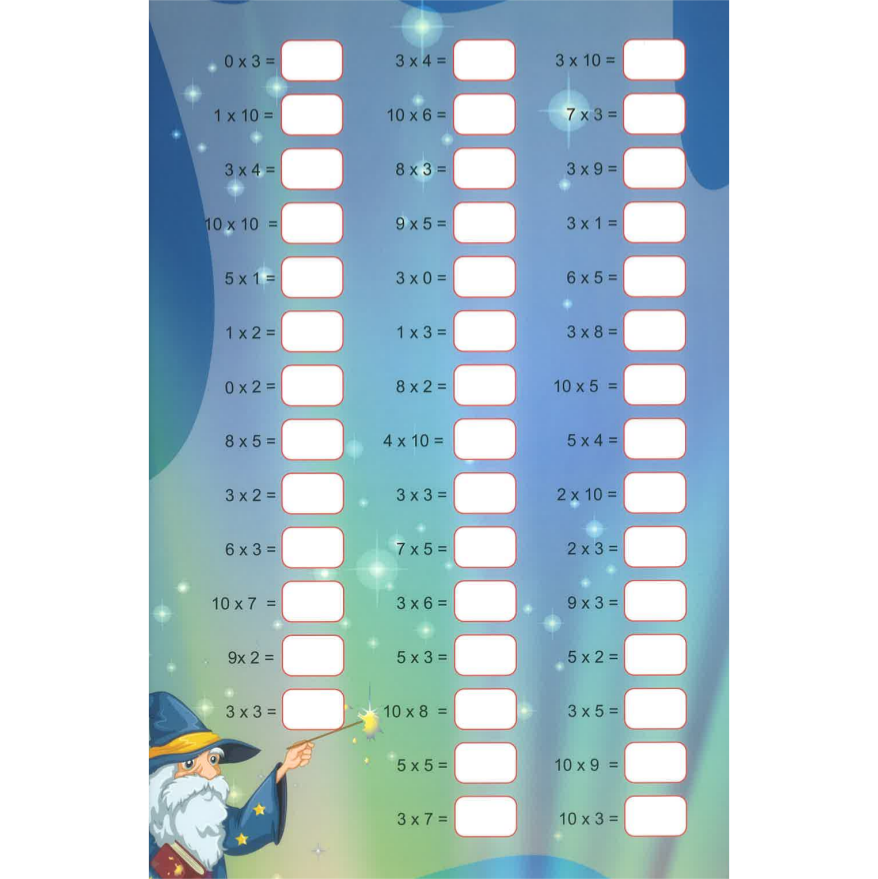 0 x 3 =
1 x 10 =
3 x 4 =
10 x 10 =
5 x 1 =
1 x 2 =
0 x 2 =
8 x 5 =
3 x 2 =
6 x 3 =
10 x 7 =
9x 2 =
3 x 3 =
3 x 4 =
10 x 6 =
8 x 3 =
9 x 5 =
3 x 0 =
1 x 3 =
8 x 2 =
4 x 10 =
3 x 3 =
7 x 5 =
3 x 6 =
5 x 3 =
10 x 8 =
5 x 5 =
3 x 7 =
3 x 10 =
7 x 3 =
3 x 9 =
3 x 1 =
6 x 5 =
3 x 8 =
10 x 5 =
5 x 4 =
2 x 10 =
2 x 3 =
9 x 3 =
5 x 2 =
3 x 5 =
10 x 9 =
10 x 3 =